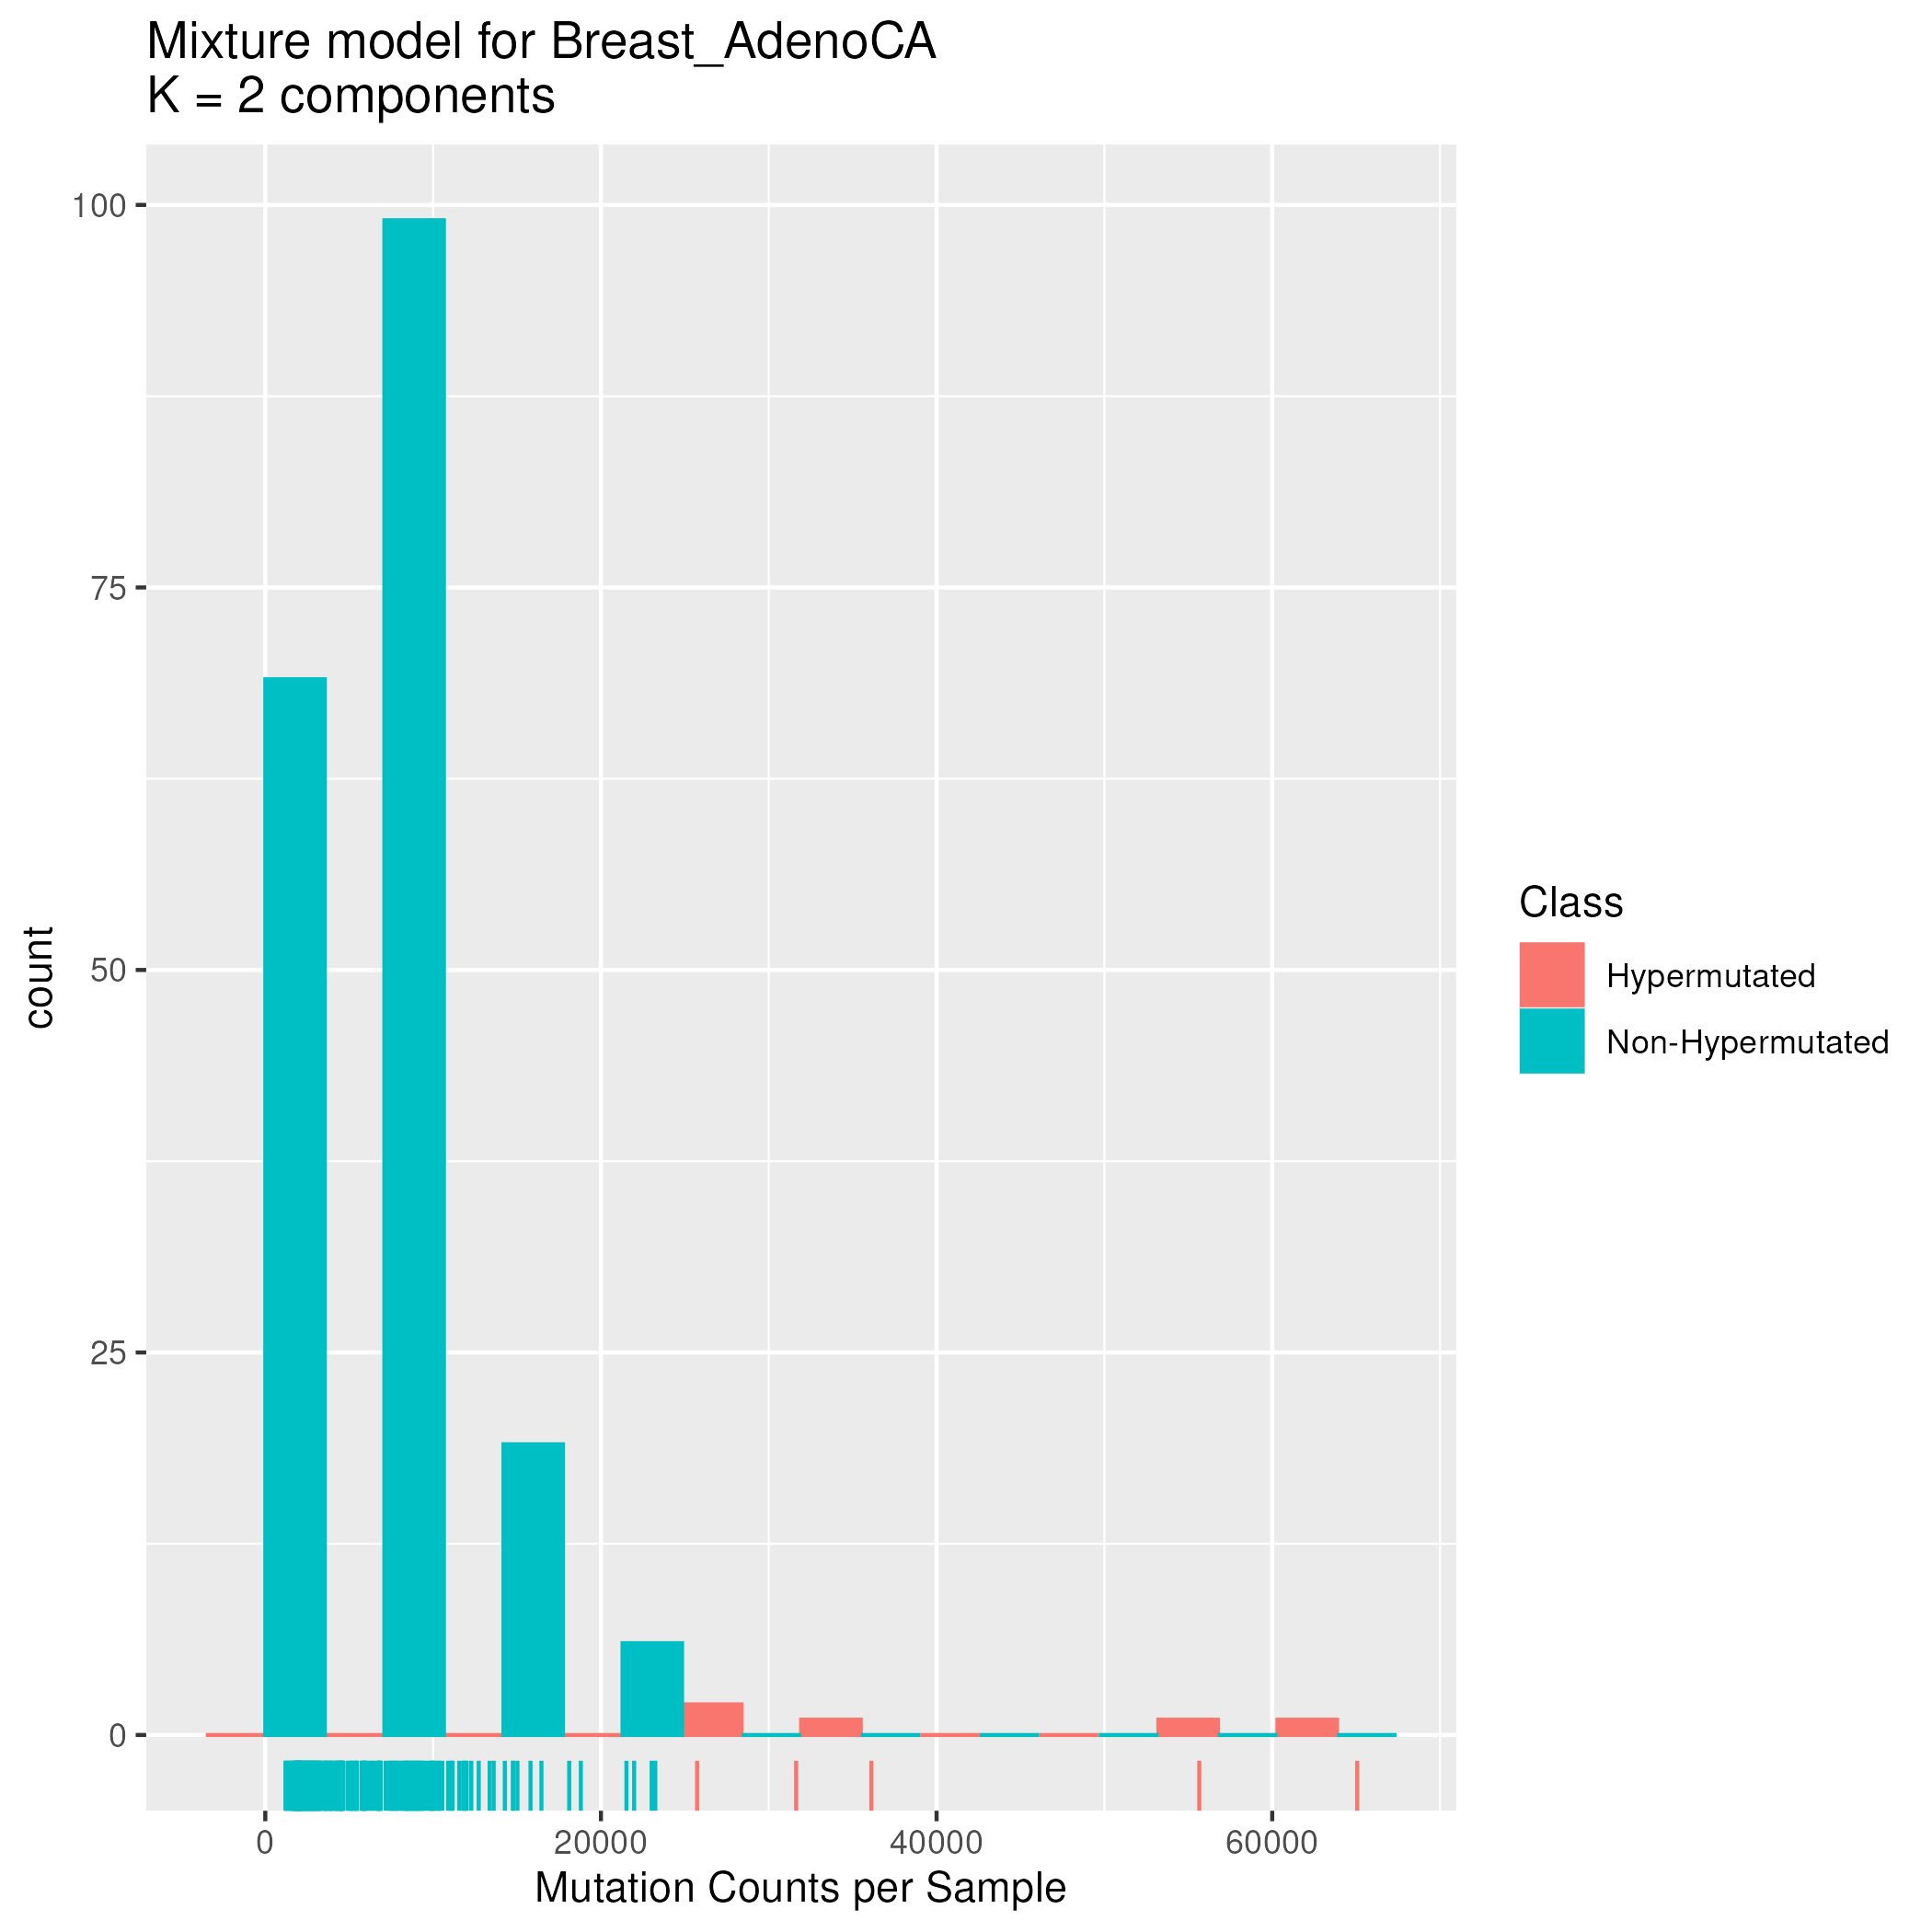 Mixture model for Breast_AdenoCA
K = 2 components
100
75
50
25
0
count
0 20000 40000 60000
Mutation Counts per Sample
Class
Hypermutated
Non-Hypermutated